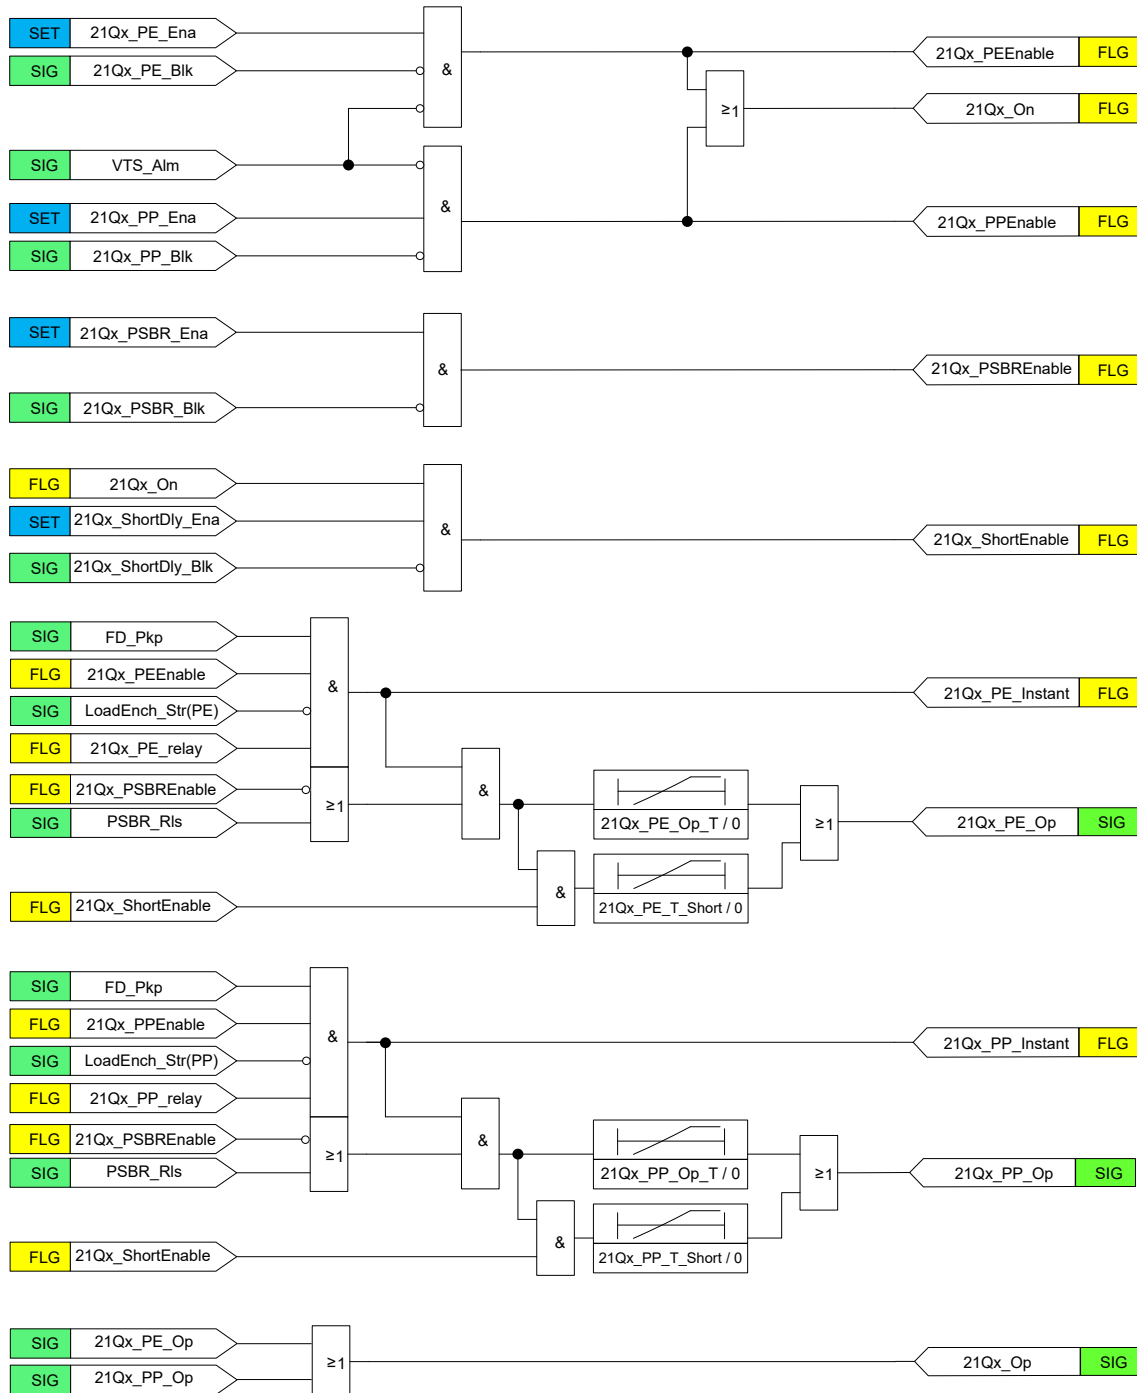 SET 21Qx_PE_Ena
SIG 21Qx_PE_Blk
&
21Qx_PEEnable FLG
≥1
21Qx_On FLG
SIG VTS_Alm
SET 21Qx_PP_Ena
SIG 21Qx_PP_Blk
&
21Qx_PPEnable FLG
SET 21Qx_PSBR_Ena
SIG 21Qx_PSBR_Blk
&
21Qx_PSBREnable FLG
FLG 21Qx_On
SET 21Qx_ShortDly_Ena
SIG 21Qx_ShortDly_Blk
&
21Qx_ShortEnable FLG
SIG FD_Pkp
FLG 21Qx_PEEnable
SIG LoadEnch_Str(PE)
FLG 21Qx_PE_relay
&
21Qx_PE_Instant FLG
FLG 21Qx_PSBREnable
SIG PSBR_Rls
≥1
&
21Qx_PE_Op_T / 0
≥1
21Qx_PE_Op SIG
FLG 21Qx_ShortEnable
&
21Qx_PE_T_Short / 0
SIG FD_Pkp
FLG 21Qx_PPEnable
SIG LoadEnch_Str(PP)
FLG 21Qx_PP_relay
&
21Qx_PP_Instant FLG
FLG 21Qx_PSBREnable
SIG PSBR_Rls
≥1
&
21Qx_PP_Op_T / 0
≥1
21Qx_PP_Op SIG
FLG 21Qx_ShortEnable
&
21Qx_PP_T_Short / 0
SIG 21Qx_PE_Op
SIG 21Qx_PP_Op
≥1
21Qx_Op SIG